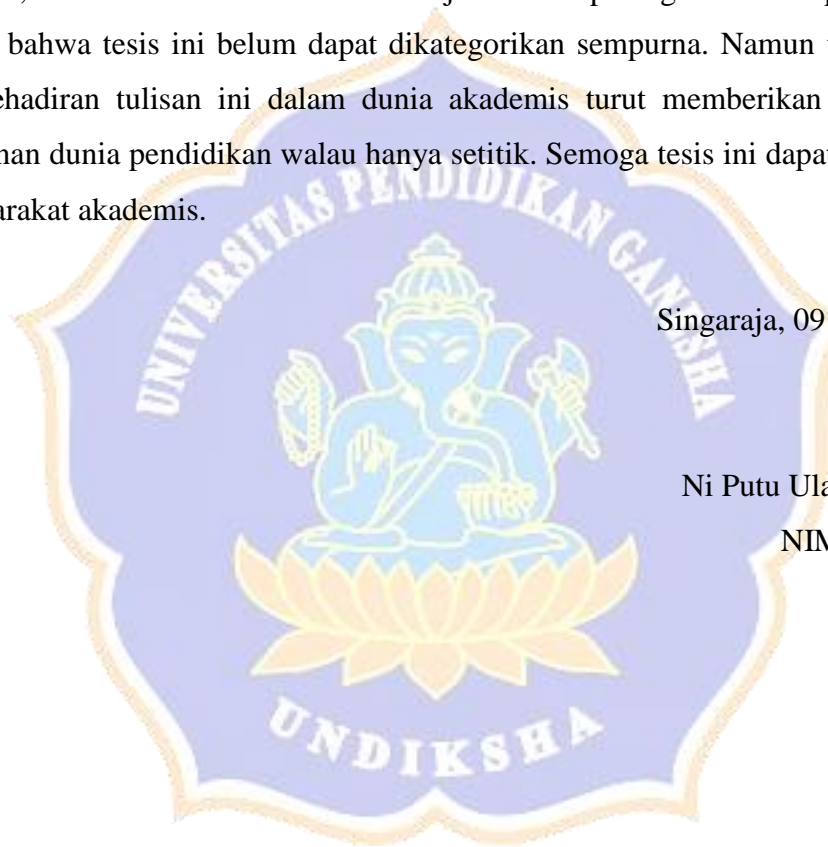 bahwa tesis ini belum dapat dikategorikan sempurna. Namun
ehadiran tulisan ini dalam dunia akademis turut memberikan
nan dunia pendidikan walau hanya setitik. Semoga tesis ini dapat
arakat akademis.
UNIVERSITAS PENDIDIKAN GANESHA
Singaraja, 09
Ni Putu Ula
NIM
UNDIKSHA